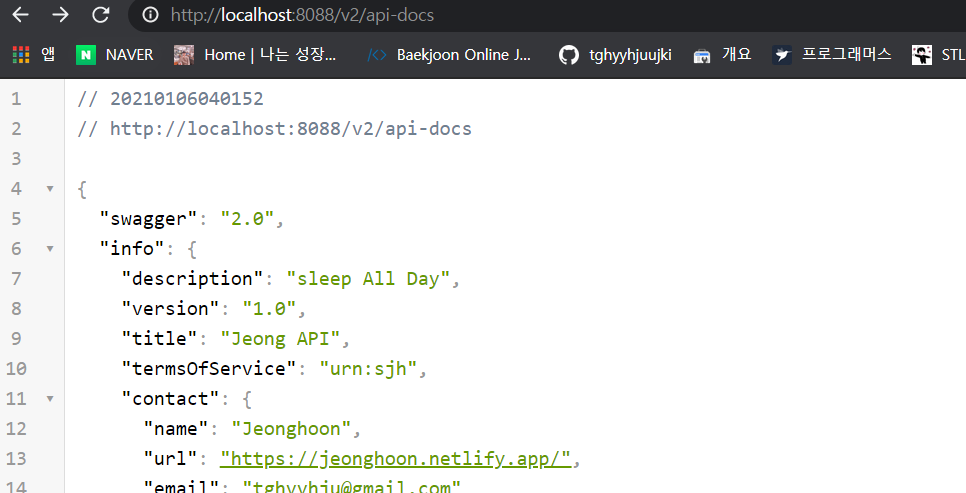 http://localhost:8088/v2/api-docs
앱 NAVER Home | 나는 성장... Baekjoon Online J... tghyyhjuujki 개요 프로그래머스 STL
1 // 20210106040152
2 // http://localhost:8088/v2/api-docs
3
4 {
5 "swagger": "2.0",
6 "info": {
7 "description": "sleep All Day",
8 "version": "1.0",
9 "title": "Jeong API",
10 "termsOfService": "urn:sjh",
11 "contact": {
12 "name": "Jeonghoon",
13 "url": "https://jeonghoon.netlify.app/",
14 "email": "tghyyhju@gmail.com"